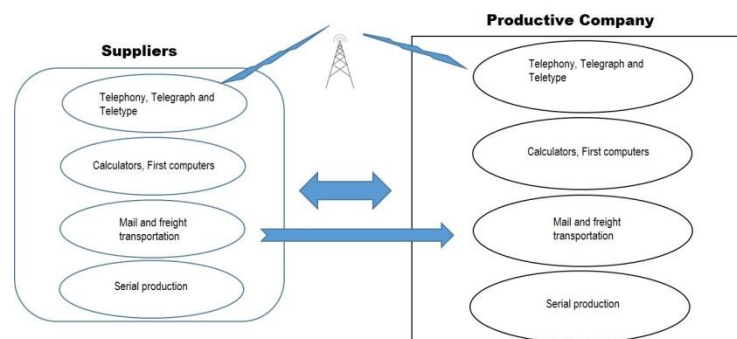 Suppliers
Telephony, Telegraph and
Teletype
Calculators, First computers
Mail and freight
transportation
Serial production
Productive Company
Telephony, Telegraph and
Teletype
Calculators, First computers
Mail and freight
transportation
Serial production